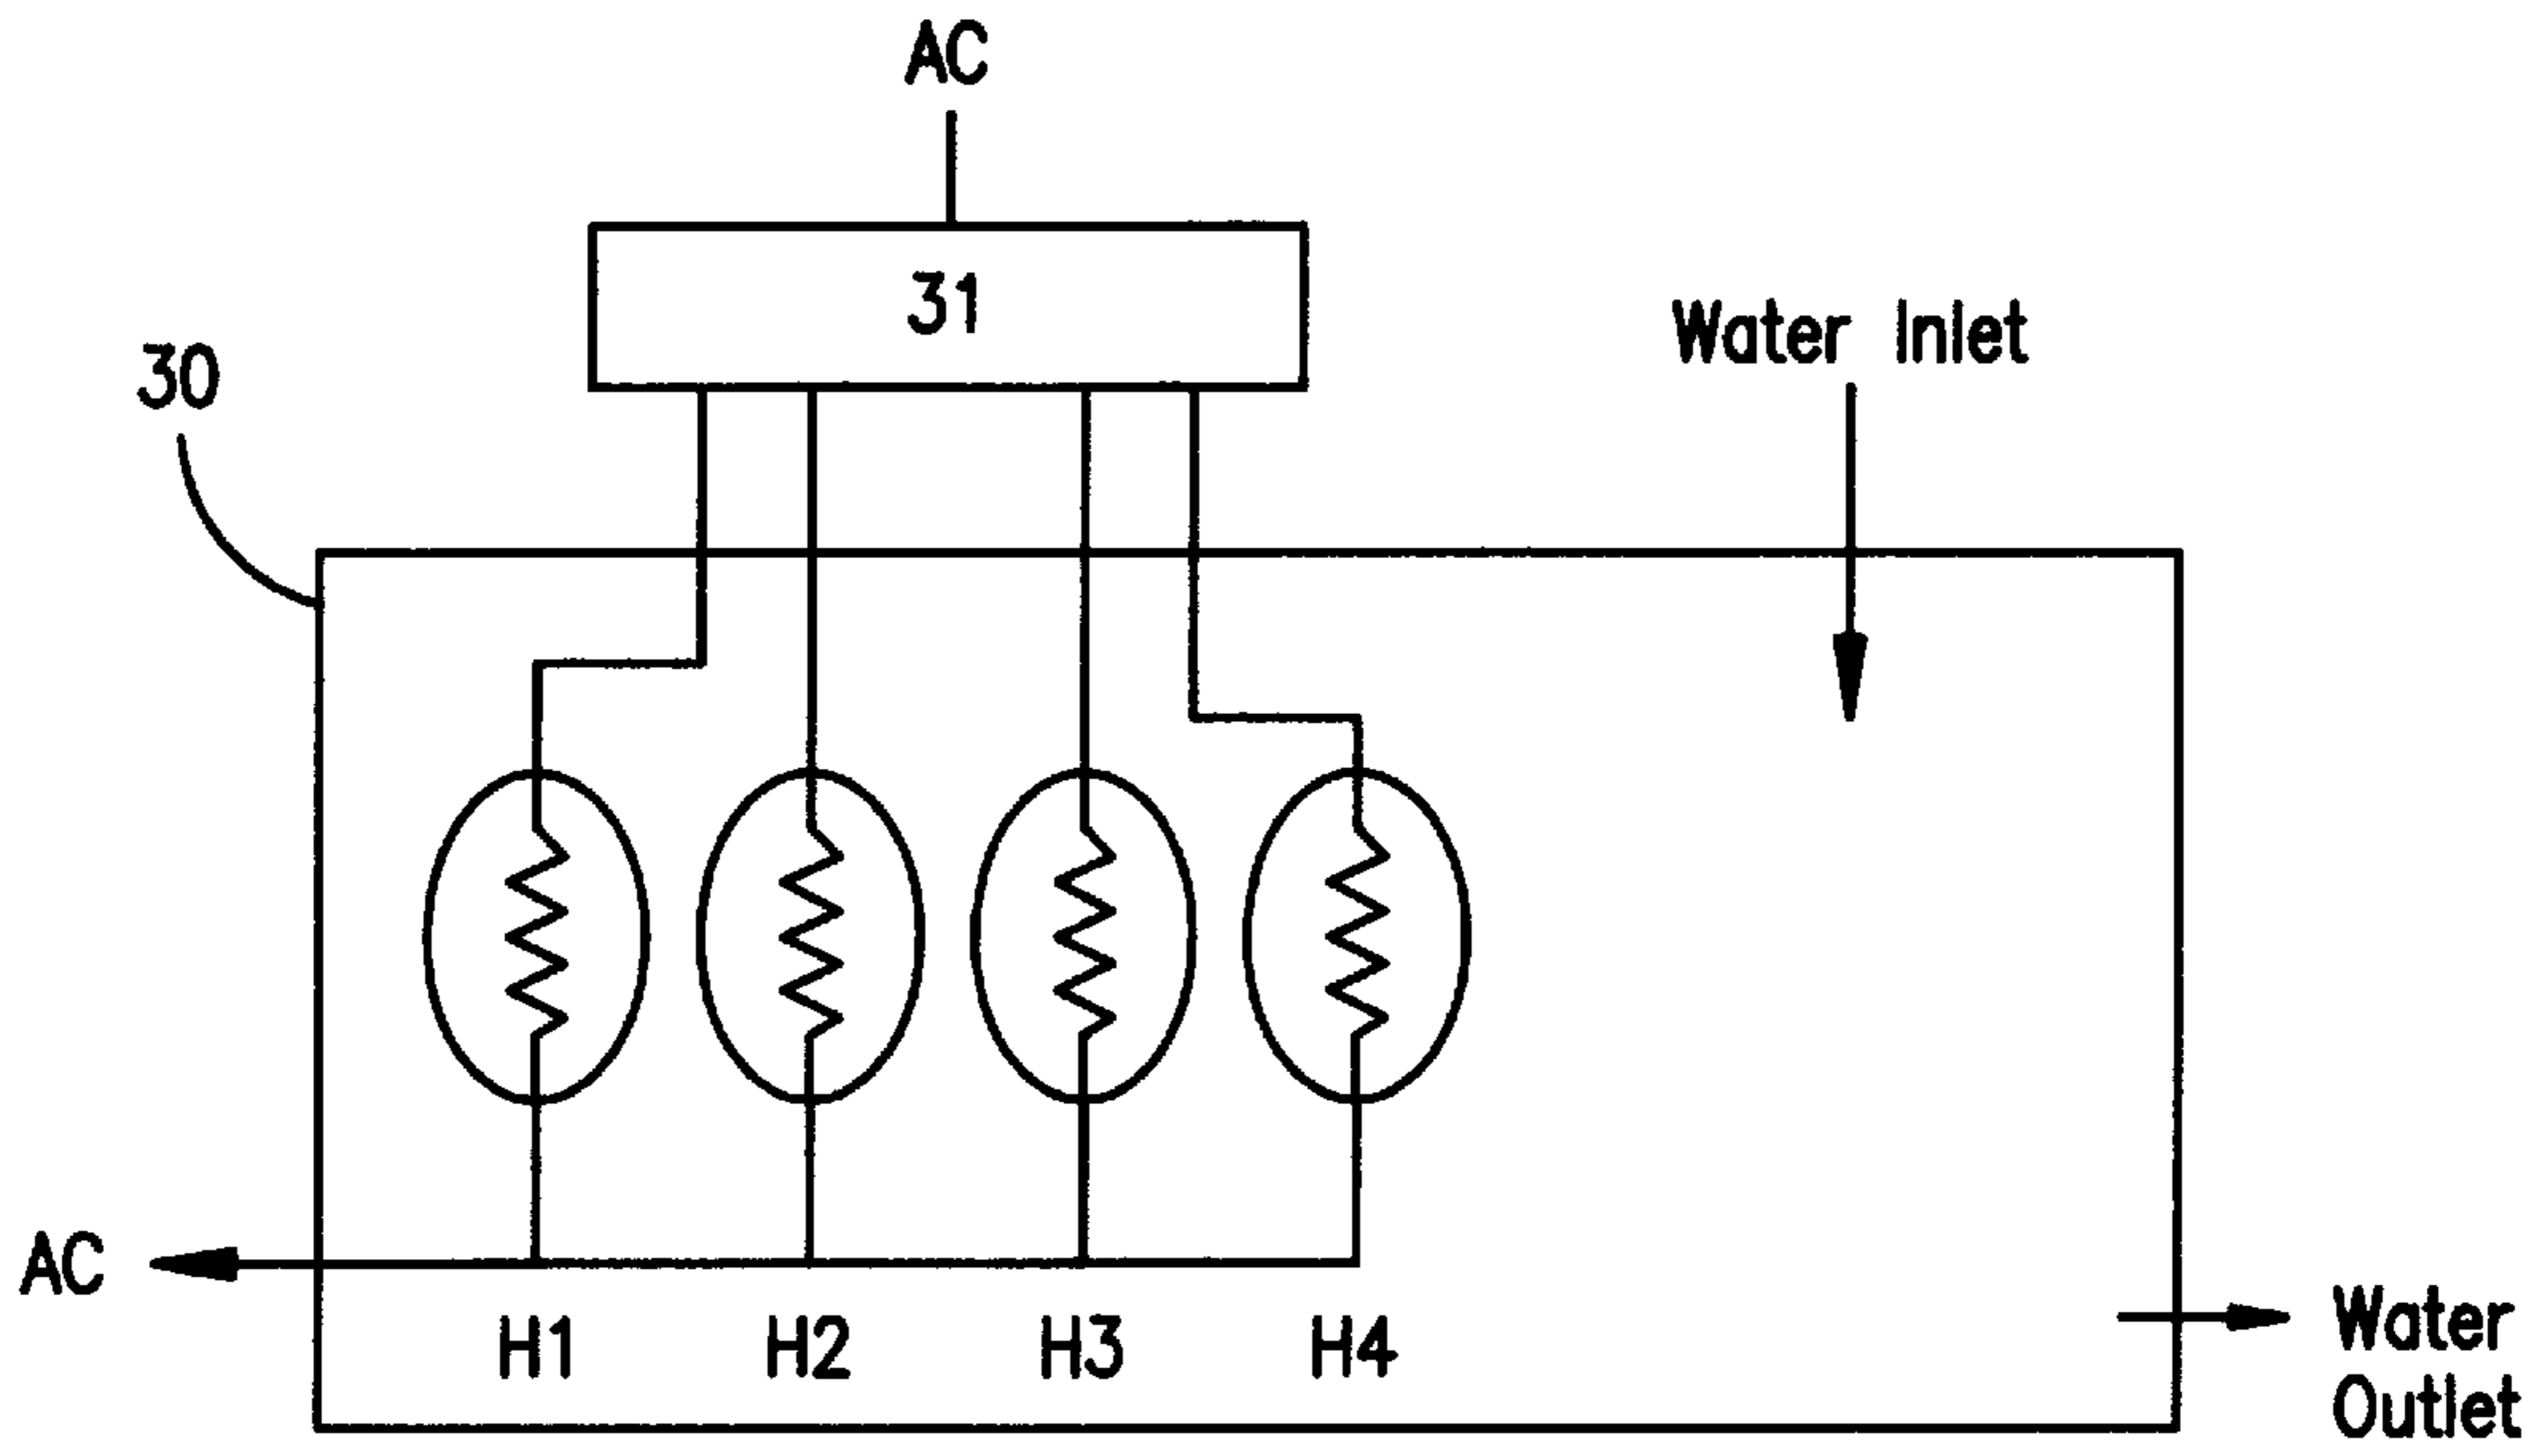 AC
31
Water Inlet
30
AC
H1 H2 H3 H4
Water
Outlet